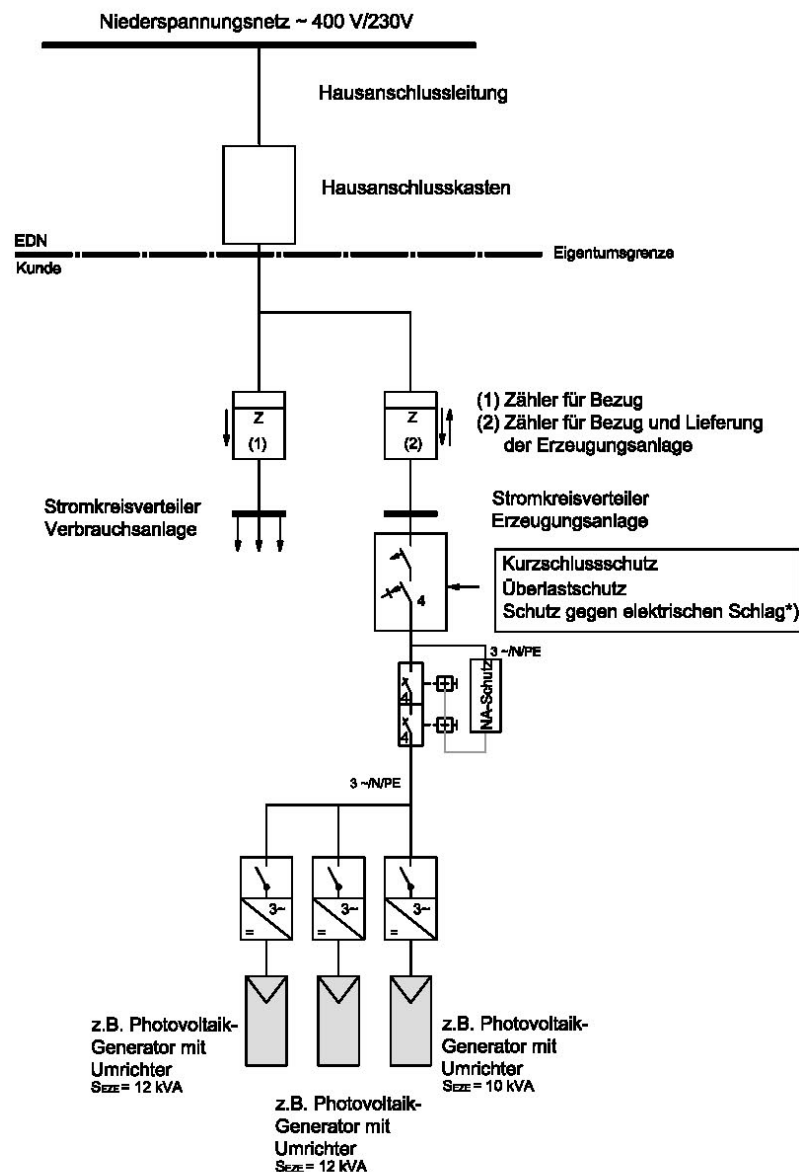 Niederspannungsnetz ~ 400 V/230V
Hausanschlussleitung
Hausanschlusskasten
EDN
Kunde
Eigentumsgrenze
Z
(1)
Z
(2)
(1) Zähler für Bezug
(2) Zähler für Bezug und Lieferung
der Erzeugungsanlage
Stromkreisverteiler
Verbrauchsanlage
Stromkreisverteiler
Erzeugungsanlage
4
Kurzschlussschutz
Überlastschutz
Schutz gegen elektrischen Schlag*)
3 ~/N/PE
4
4
NA-Schutz
3 ~/N/PE
3~
=
3~
=
3~
=
z.B. Photovoltaik-
Generator mit
Umrichter
SEZE = 12 kVA
z.B. Photovoltaik-
Generator mit
Umrichter
SEZE = 10 kVA
z.B. Photovoltaik-
Generator mit
Umrichter
SEZE = 12 kVA